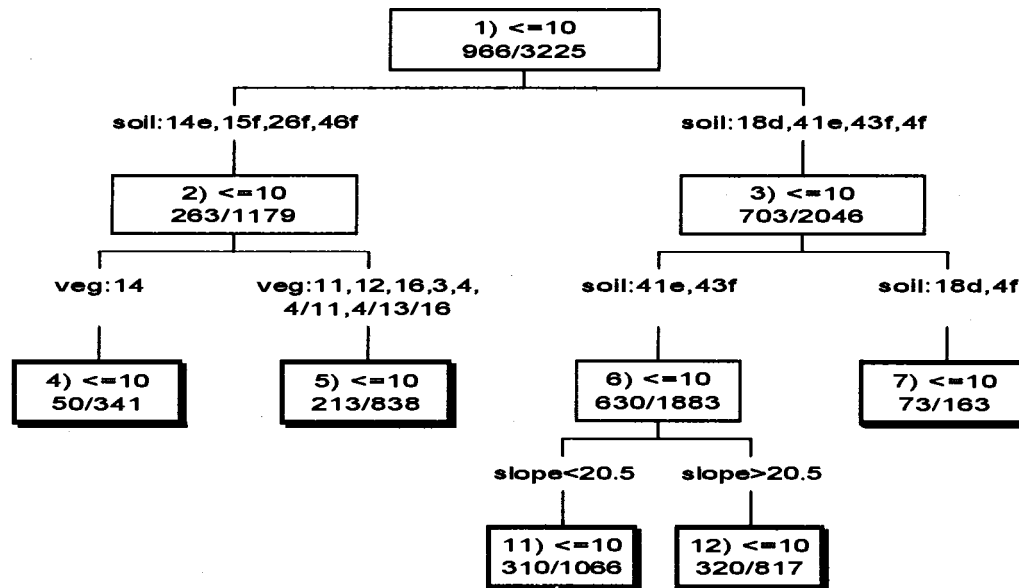 1) <=10
966/3225
soil:14e,15f,26f,46f
soil:18d,41e,43f,4f
2) <=10
263/1179
3) <=10
703/2046
veg:14
veg:11,12,16,3,4,
4/11,4/13/16
soil:41e,43f
soil:18d,4f
4) <=10
50/341
5) <=10
213/838
6) <=10
630/1883
7) <=10
73/163
slope<20.5
slope>20.5
11) <=10
310/1066
12) <=10
320/817